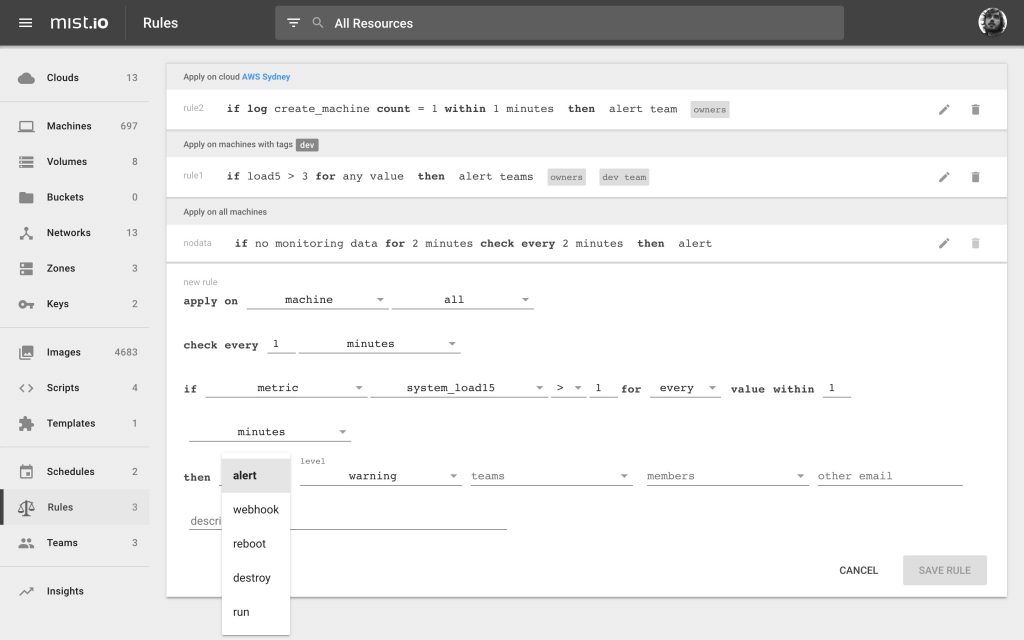 mist.io
Rules
All Resources
Clouds 13
Machines 697
Volumes 8
Buckets 0
Networks 13
Zones 3
Keys 2
Images 4683
Scripts 4
Templates 1
Schedules 2
Rules 3
Teams 3
Insights
Apply on cloud AWS Sydney
rule2 if log create_machine count = 1 within 1 minutes then alert team owners
Apply on machines with tags dev
rule1 if load5 > 3 for any value then alert teams owners dev team
Apply on all machines
nodata if no monitoring data for 2 minutes check every 2 minutes then alert
new rule
apply on machine all
check every 1 minutes
if metric system_load15 > 1 for every value within 1
minutes
level
then alert warning teams members other email
webhook
descri
reboot
destroy
run
CANCEL SAVE RULE